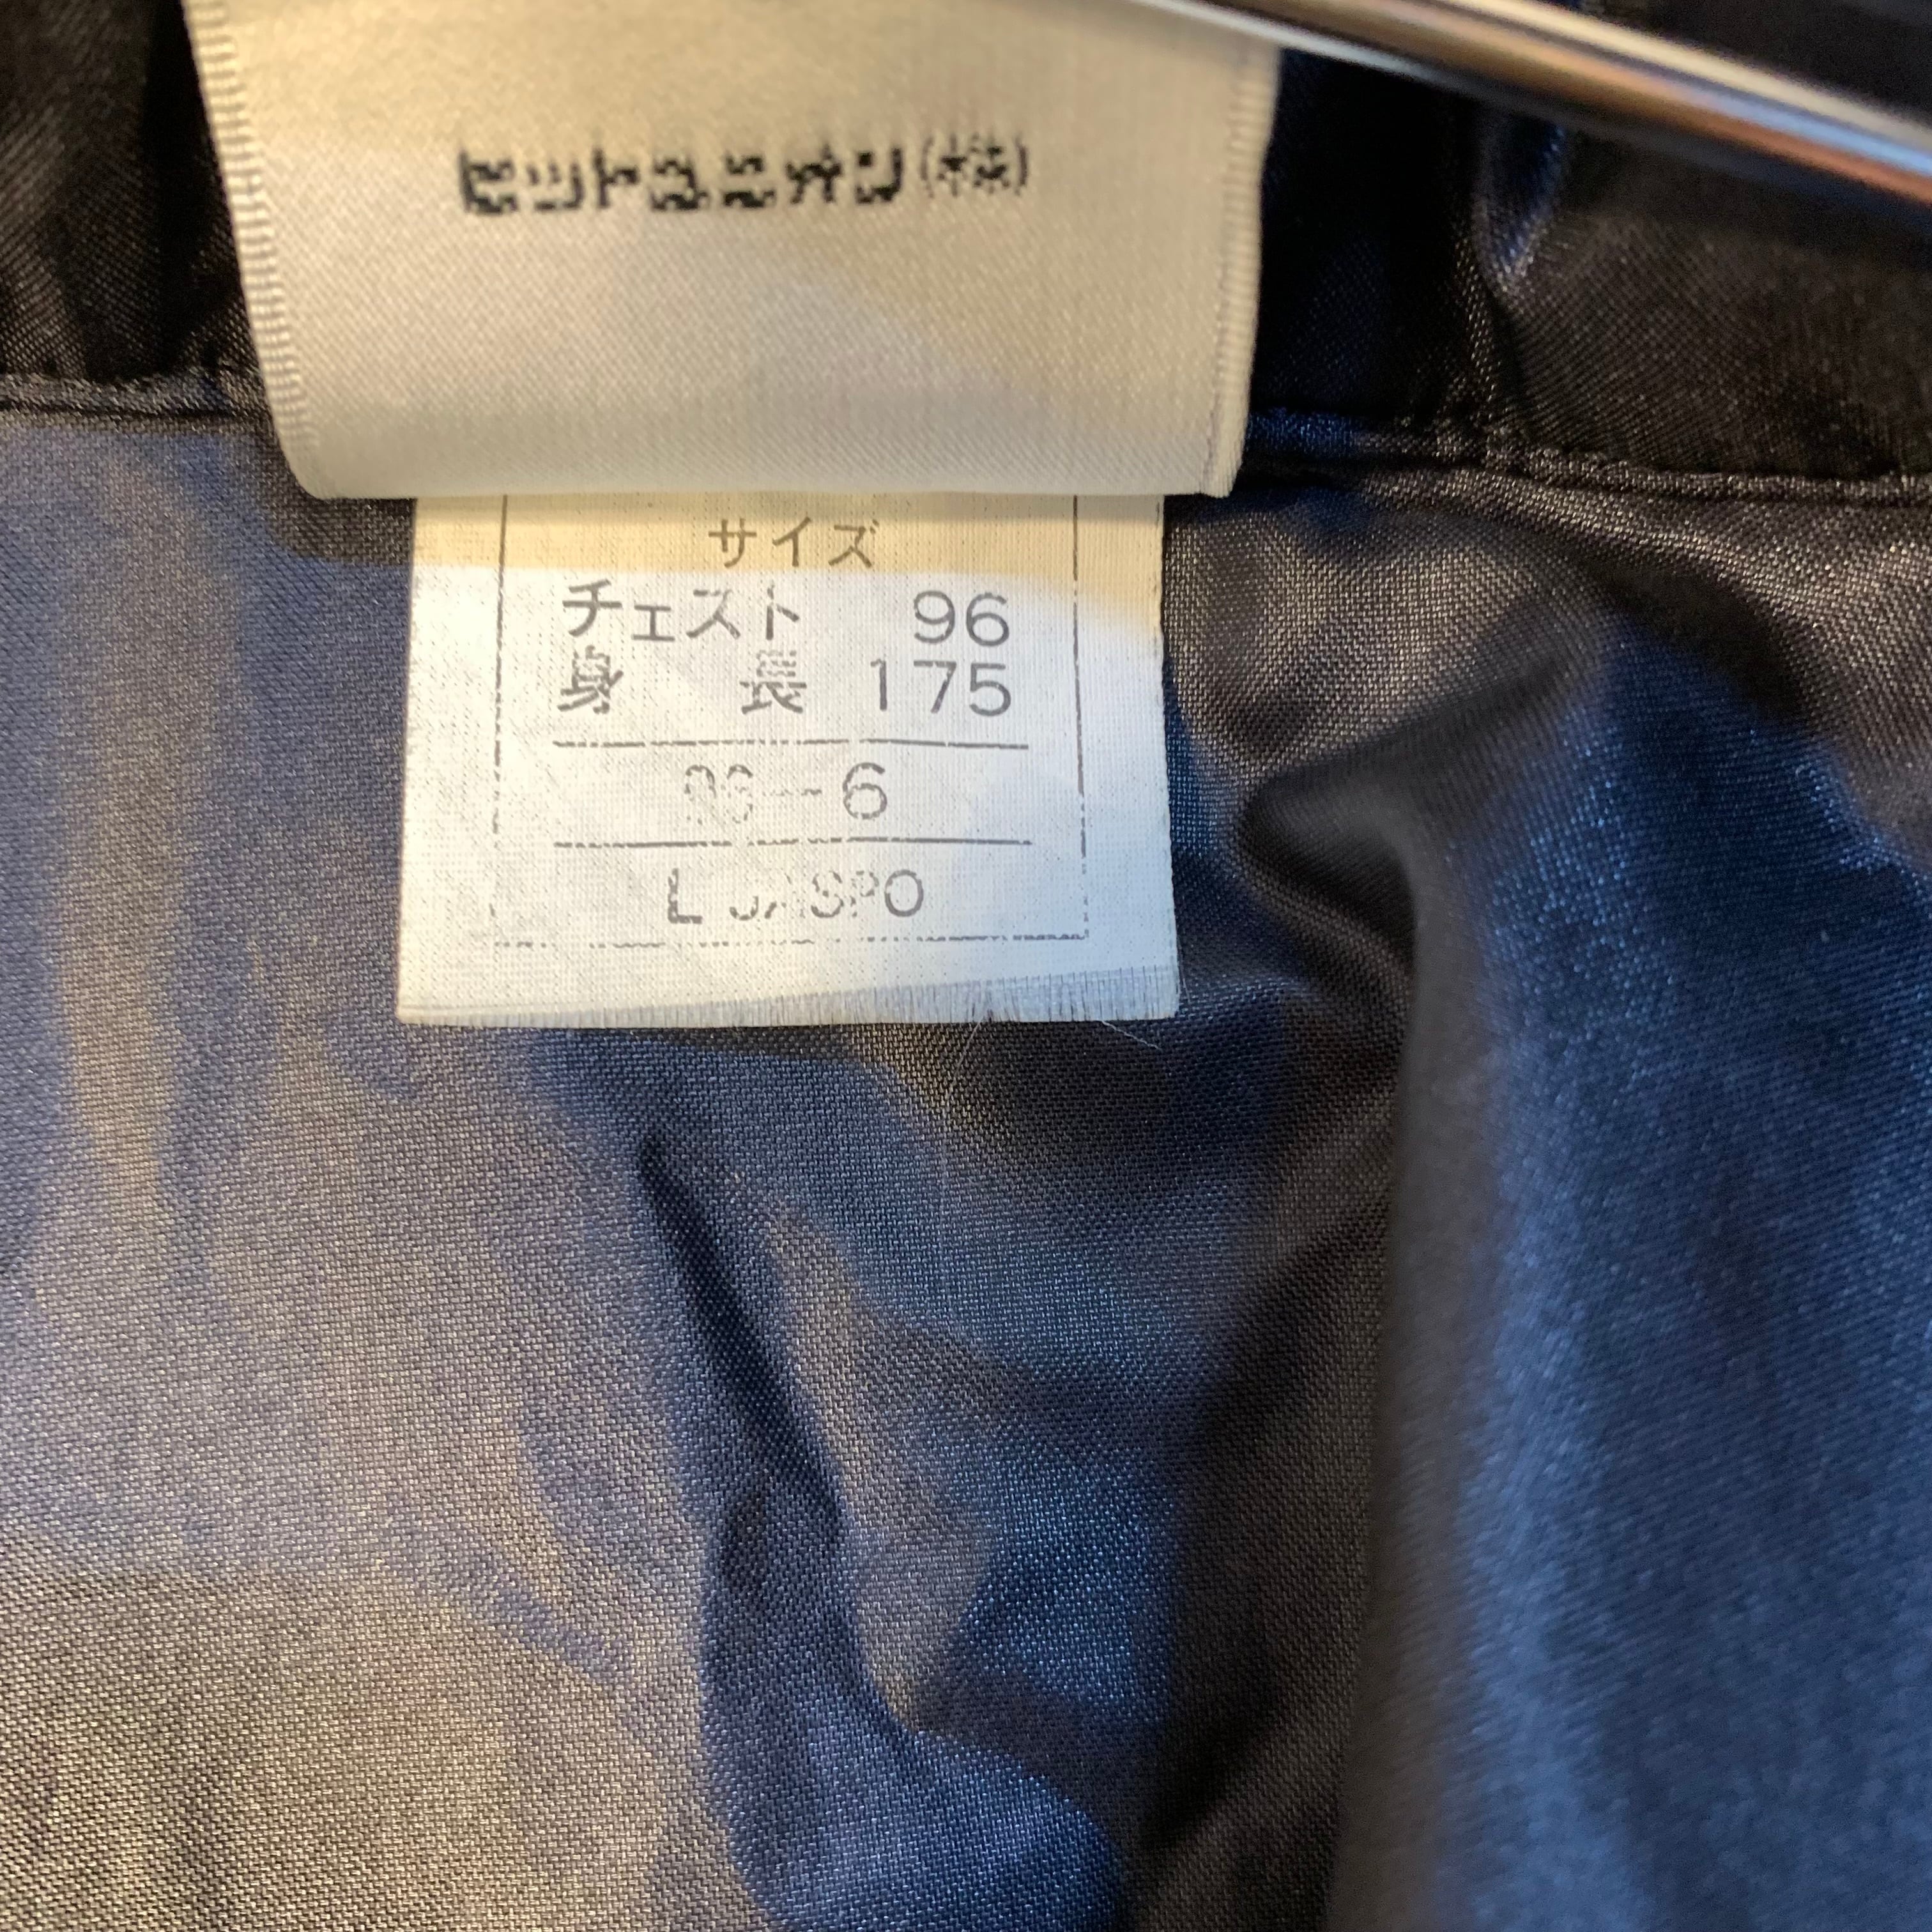 ヒットユニオン(株)
サイズ
チェスト 96
身 長 175
96-6
L JASPO